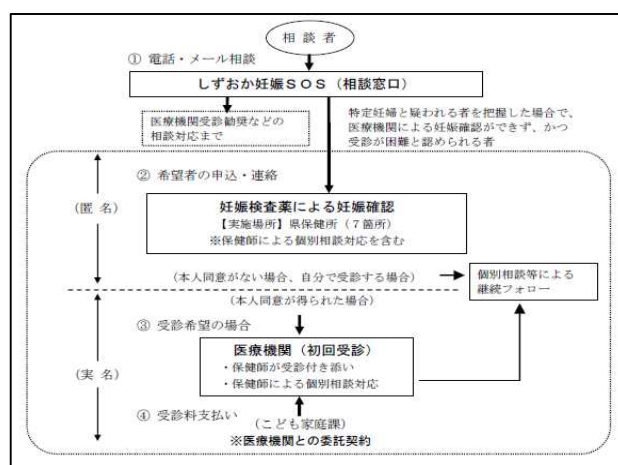 相 談 者
① 電話・メール相談
しずおか妊娠SOS（相談窓口）
医療機関受診勧奨などの
相談対応まで
特定妊婦と疑われる者を把握した場合で、
医療機関による妊娠確認ができず、かつ
受診が困難と認められる者
② 希望者の申込・連絡
（匿 名）
妊娠検査薬による妊娠確認
【実施場所】県保健所（７箇所）
※保健師による個別相談対応を含む
（本人同意がない場合、自分で受診する場合）
個別相談等による
継続フォロー
（本人同意が得られた場合）
③ 受診希望の場合
医療機関（初回受診）
・保健師が受診付き添い
・保健師による個別相談対応
（実 名）
④ 受診料支払い
（こども家庭課）
※医療機関との委託契約